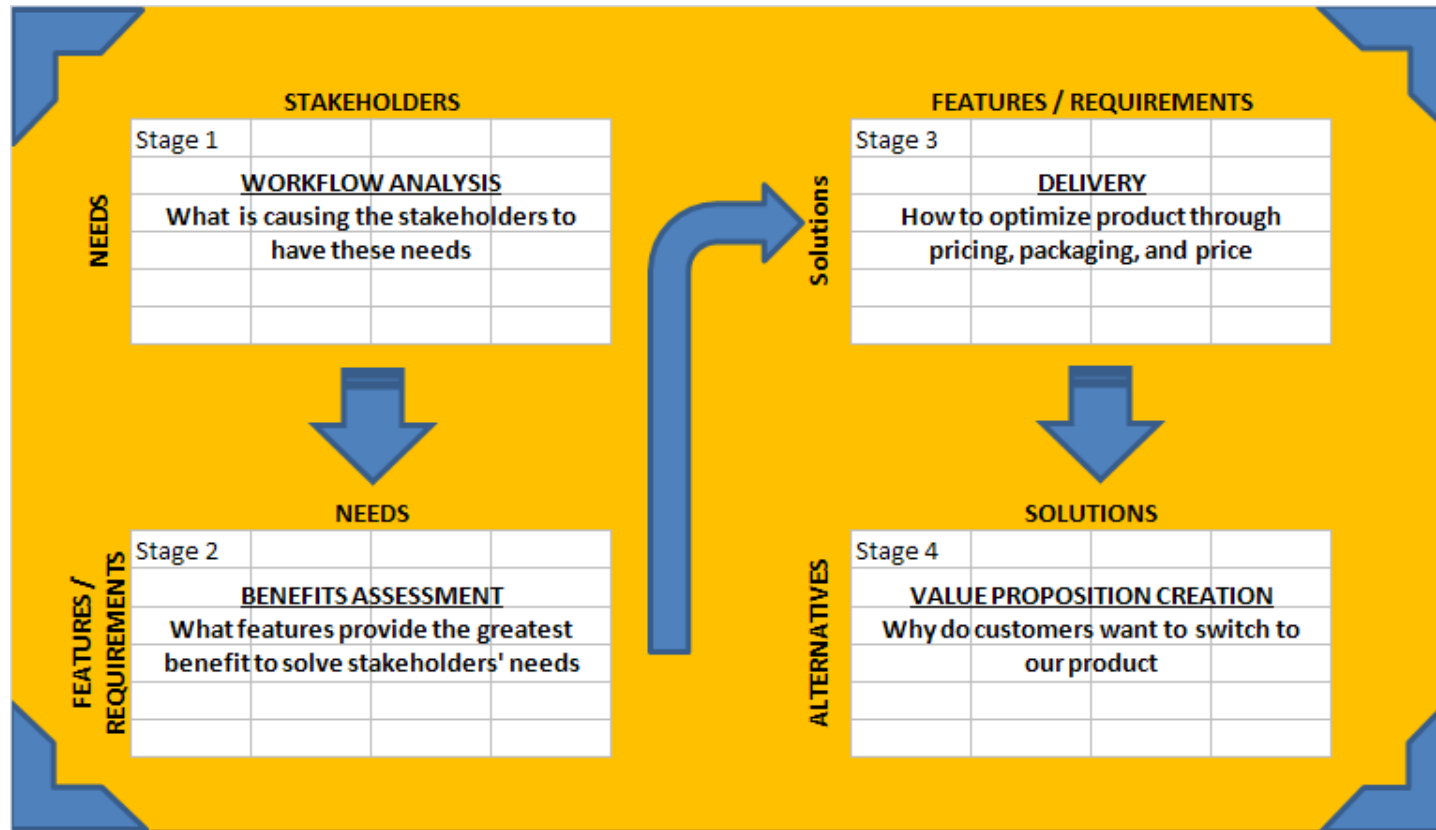 STAKEHOLDERS
NEEDS
Stage 1
WORKFLOW ANALYSIS
What is causing the stakeholders to
have these needs
NEEDS
FEATURES /
REQUIREMENTS
Stage 2
BENEFITS ASSESSMENT
What features provide the greatest
benefit to solve stakeholders' needs
FEATURES / REQUIREMENTS
Solutions
Stage 3
DELIVERY
How to optimize product through
pricing, packaging, and price
SOLUTIONS
ALTERNATIVES
Stage 4
VALUE PROPOSITION CREATION
Why do customers want to switch to
our product